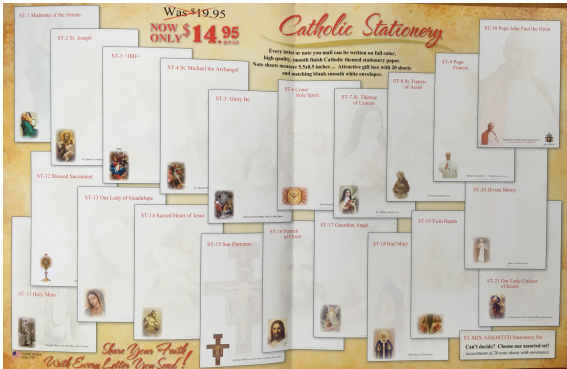 Was $19.95
NOW
ONLY $14.95
Catholic Stationery
Every letter or note you mail can be written on full color,
high quality, smooth finish Catholic themed stationery paper.
Note sheets measure 5.5x8.5 inches ... Attractive gift box with 20 sheets
and matching blank smooth white envelopes.
ST-1 Madonna of the Streets
ST-2 St. Joseph
ST-3 +JMJ+
ST-4 St. Michael the Archangel
ST-5 Glory Be
ST-6 Come
Holy Spirit
ST-7 St. Thérèse
of Lisieux
ST-8 St. Francis
of Assisi
ST-9 Pope
Francis
ST-10 Pope John Paul the Great
ST-11 Holy Mass
ST-12 Blessed Sacrament
ST-13 Our Lady of Guadalupe
ST-14 Sacred Heart of Jesus
ST-15 San Damiano
ST-16 Portrait
of Christ
ST-17 Guardian Angel
ST-18 Hail Mary
ST-19 Twin Hearts
ST-20 Divine Mercy
ST-21 Our Lady Undoer
of Knots
Share Your Faith
With Every Letter You Send!
ST-MIX ASSORTED Stationery Set
Can't decide? Choose our assorted set!
(assortment of 20 note sheets with envelopes)